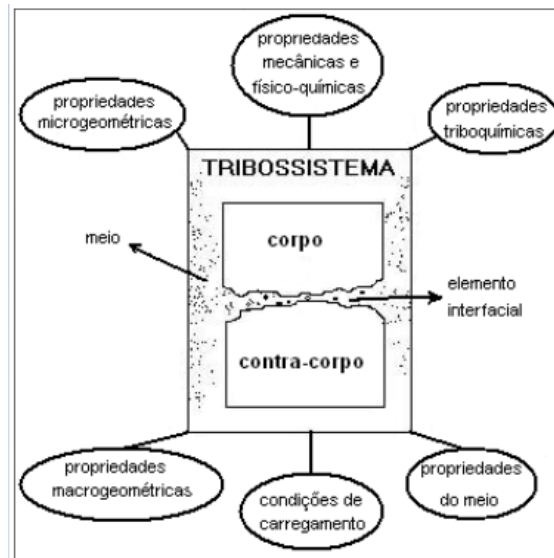 propriedades
mecânicas e
físico-químicas
propriedades
microgeométricas
propriedades
triboquímicas
TRIBOSSISTEMA
meio
corpo
elemento
interfacial
contra-corpo
propriedades
macrogeométricas
condições de
carregamento
propriedades
do meio